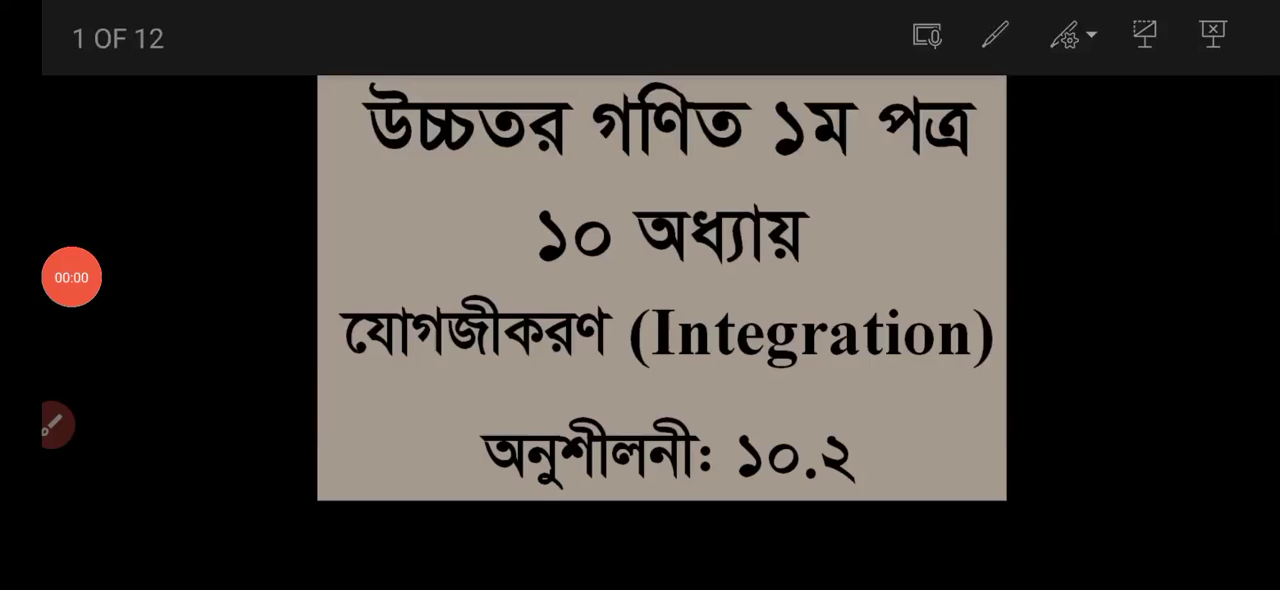 1 OF 12
উচ্চতর গণিত ১ম পত্র
১০ অধ্যায়
00:00
যোগজীকরণ (Integration)
অনুশীলনীঃ ১০.২